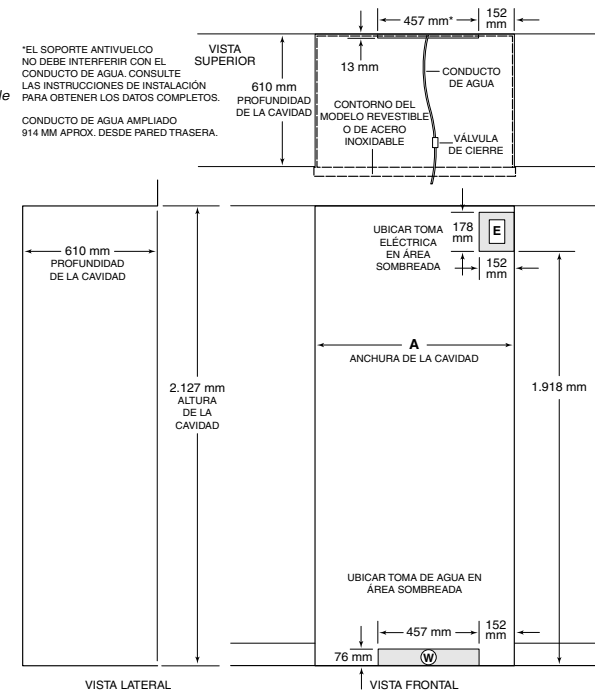 *EL SOPORTE ANTIVUELCO
NO DEBE INTERFERIR CON EL
CONDUCTO DE AGUA. CONSULTE
LAS INSTRUCCIONES DE INSTALACIÓN
PARA OBTENER LOS DATOS COMPLETOS.
CONDUCTO DE AGUA AMPLIADO
914 MM APROX. DESDE PARED TRASERA.
le
VISTA
SUPERIOR
457 mm*
152
mm
13 mm
610 mm
PROFUNDIDAD
DE LA CAVIDAD
CONTORNO DEL
MODELO REVESTIBLE
O DE ACERO
INOXIDABLE
CONDUCTO
DE AGUA
VÁLVULA
DE CIERRE
610 mm
PROFUNDIDAD
DE LA CAVIDAD
2.127 mm
ALTURA
DE LA
CAVIDAD
UBICAR TOMA
ELÉCTRICA
EN ÁREA
SOMBREADA
178
mm
E
152
mm
A
ANCHURA DE LA CAVIDAD
1.918 mm
UBICAR TOMA DE AGUA EN
ÁREA SOMBREADA
457 mm
152
mm
76 mm
W
VISTA LATERAL
VISTA FRONTAL